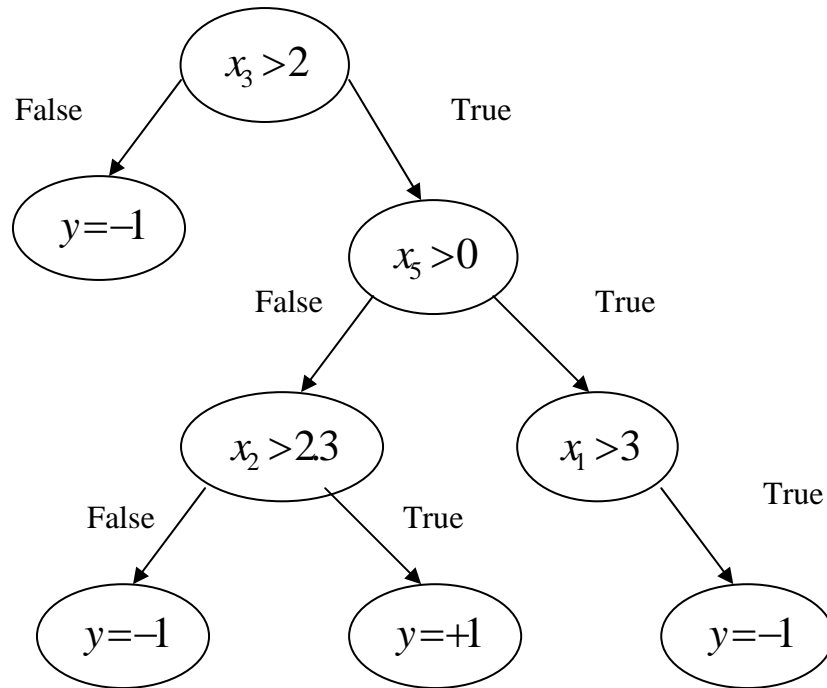 x₃ >2
False True
y=−1
x₅ >0
False True
x₂ >2.3 x₁ >3
False True True
y=−1 y=+1 y=−1